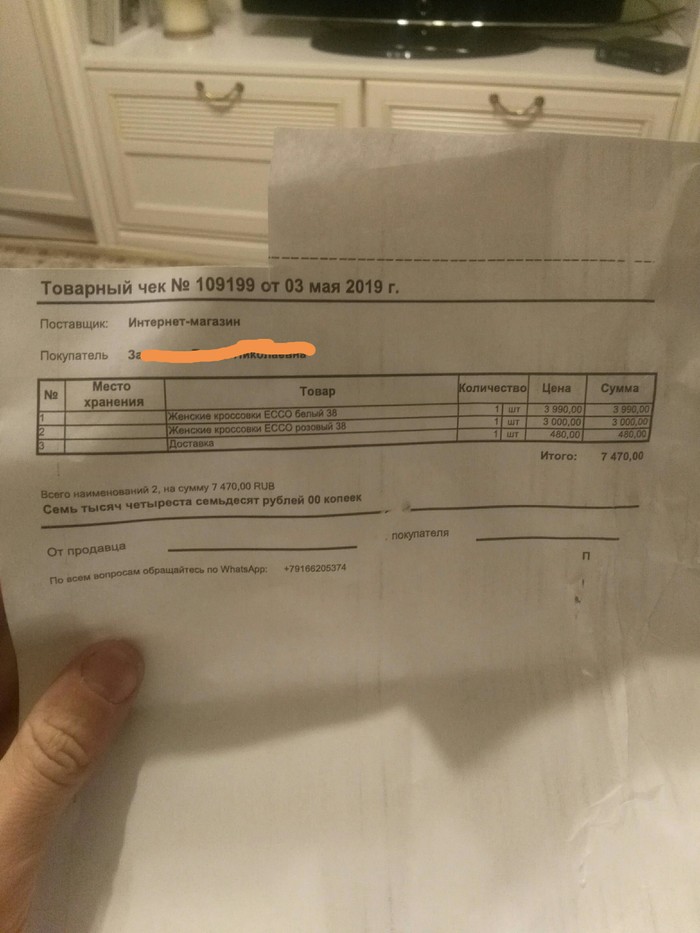 Товарный чек № 109199 от 03 мая 2019 г.
Поставщик: Интернет-магазин
Покупатель За
№ Место хранения Товар Количество Цена Сумма
1 Женские кроссовки ECCO белый 38 1 шт 3 990,00 3 990,00
2 Женские кроссовки ECCO розовый 38 1 шт 3 000,00 3 000,00
3 Доставка 1 шт 480,00 480,00
Итого: 7 470,00
Всего наименований 2, на сумму 7 470,00 RUB
Семь тысяч четыреста семьдесят рублей 00 копеек
От продавца покупателя
П
По всем вопросам обращайтесь по WhatsApp: +79166205374